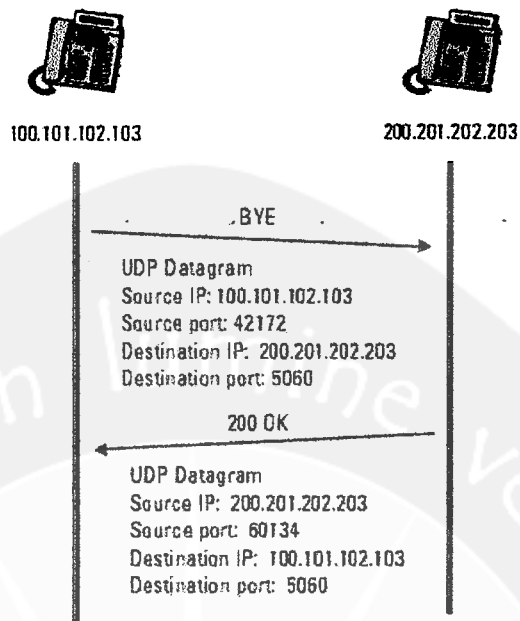 100.101.102.103
200.201.202.203
BYE
UDP Datagram
Source IP: 100.101.102.103
Source port: 42172
Destination IP: 200.201.202.203
Destination port: 5060
200 OK
UDP Datagram
Source IP: 200.201.202.203
Source port: 60134
Destination IP: 100.101.102.103
Destination port: 5060